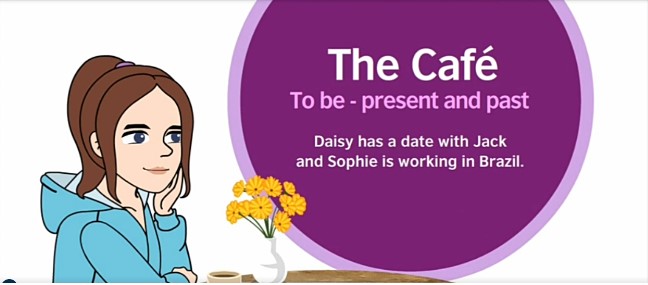 The Café
To be - present and past
Daisy has a date with Jack
and Sophie is working in Brazil.